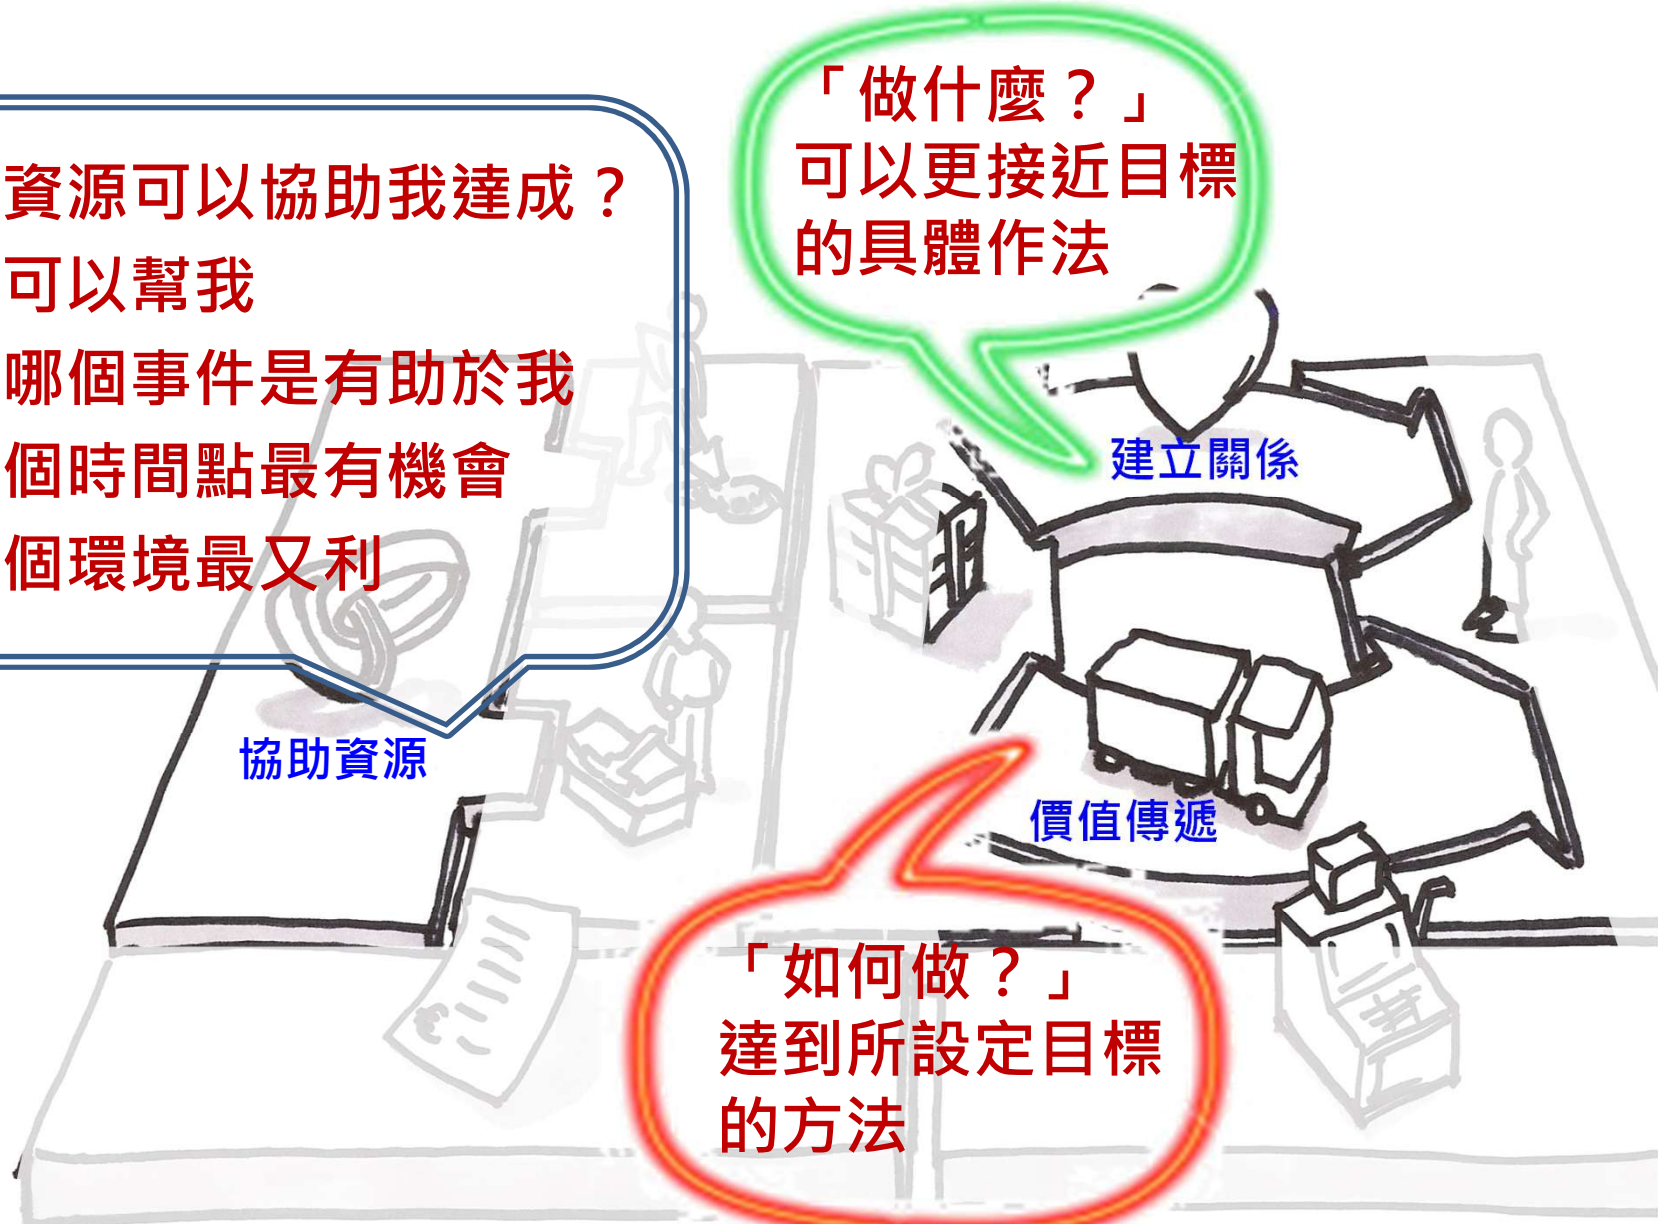 資源可以協助我達成？
可以幫我
哪個事件是有助於我
個時間點最有機會
個環境最又利
協助資源
「做什麼？」
可以更接近目標
的具體作法
建立關係
價值傳遞
「如何做？」
達到所設定目標
的方法